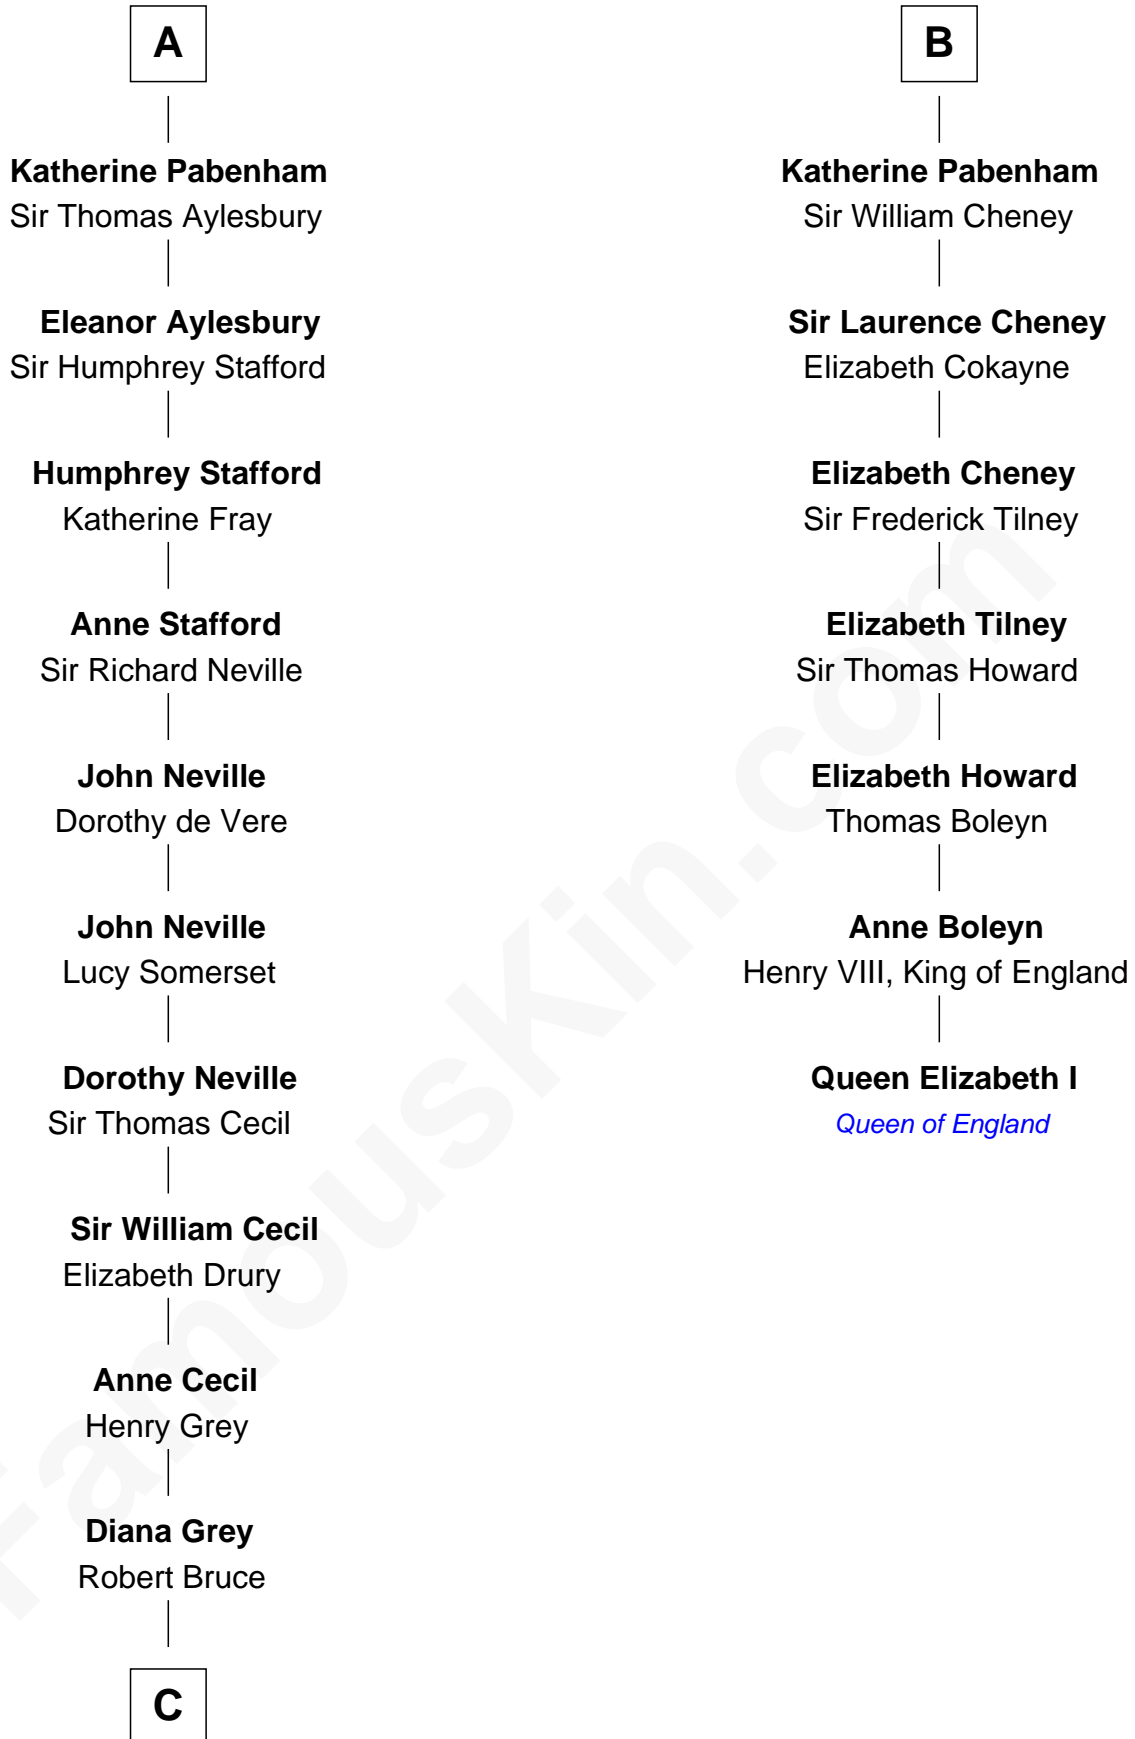 A
Katherine Pabenham
Sir Thomas Aylesbury
Eleanor Aylesbury
Sir Humphrey Stafford
Humphrey Stafford
Katherine Fray
Anne Stafford
Sir Richard Neville
John Neville
Dorothy de Vere
John Neville
Lucy Somerset
Dorothy Neville
Sir Thomas Cecil
Sir William Cecil
Elizabeth Drury
Anne Cecil
Henry Grey
Diana Grey
Robert Bruce
C
B
Katherine Pabenham
Sir William Cheney
Sir Laurence Cheney
Elizabeth Cokayne
Elizabeth Cheney
Sir Frederick Tilney
Elizabeth Tilney
Sir Thomas Howard
Elizabeth Howard
Thomas Boleyn
Anne Boleyn
Henry VIII, King of England
Queen Elizabeth I
Queen of England
FamousKin.com